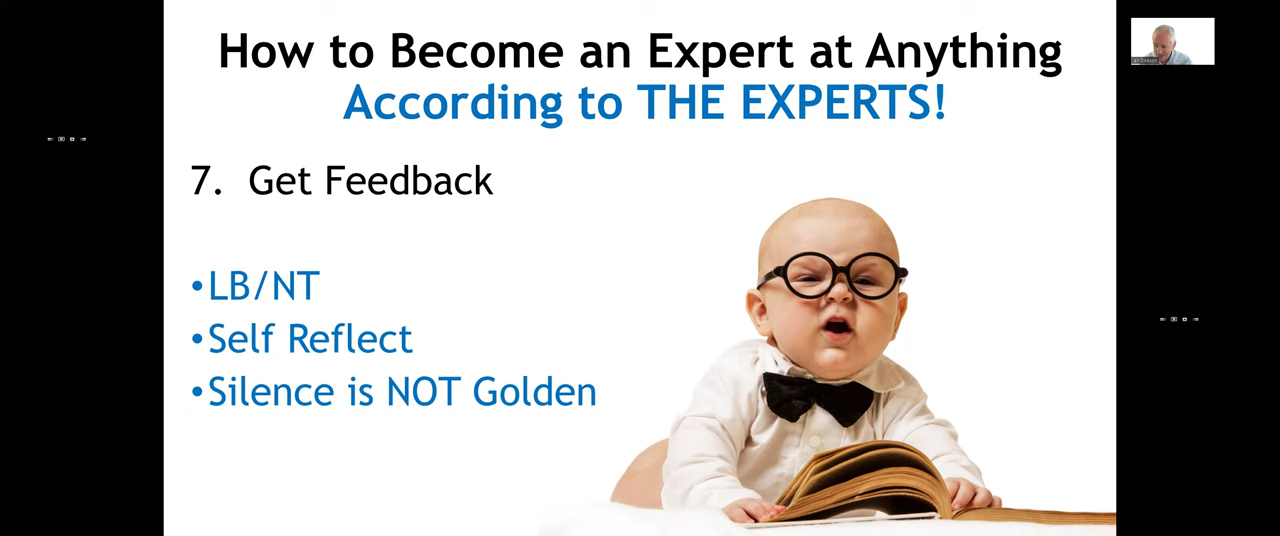 How to Become an Expert at Anything
According to THE EXPERTS!
7. Get Feedback
•LB/NT
•Self Reflect
•Silence is NOT Golden